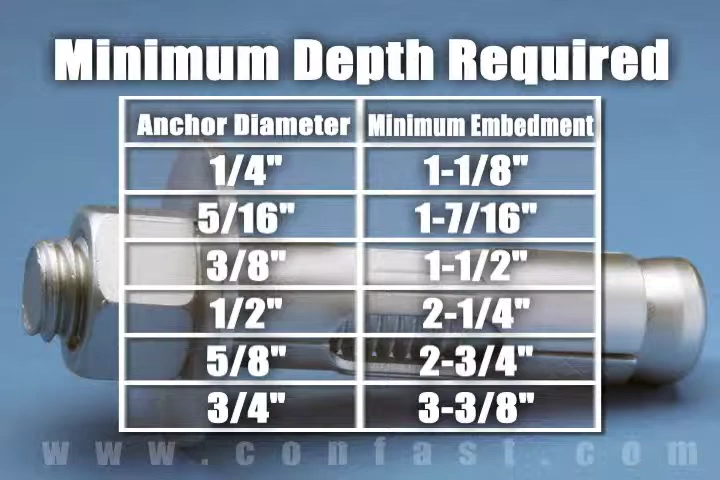 Minimum Depth Required
Anchor Diameter Minimum Embedment
1/4" 1-1/8"
5/16" 1-7/16"
3/8" 1-1/2"
1/2" 2-1/4"
5/8" 2-3/4"
3/4" 3-3/8"
www.confast.com